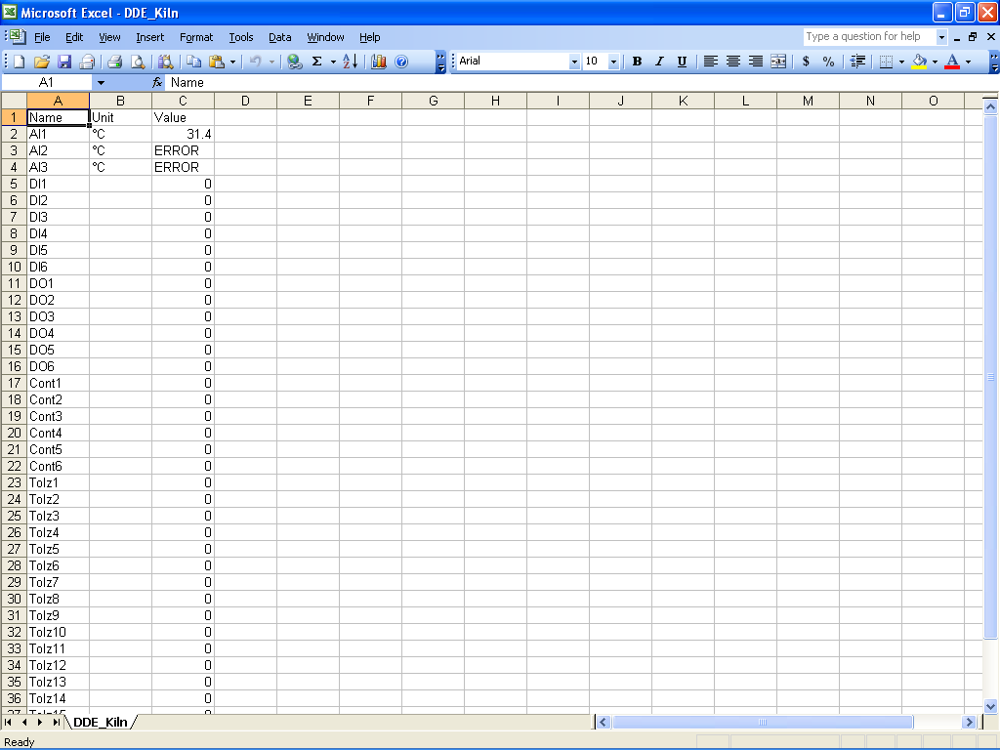 Microsoft Excel - DDE_Kiln
File Edit View Insert Format Tools Data Window Help Type a question for help
Arial 10 B I U $ %
A1 fx Name
A B C D E F G H I J K L M N O
1 Name Unit Value
2 AI1 °C 31.4
3 AI2 °C ERROR
4 AI3 °C ERROR
5 DI1 0
6 DI2 0
7 DI3 0
8 DI4 0
9 DI5 0
10 DI6 0
11 DO1 0
12 DO2 0
13 DO3 0
14 DO4 0
15 DO5 0
16 DO6 0
17 Cont1 0
18 Cont2 0
19 Cont3 0
20 Cont4 0
21 Cont5 0
22 Cont6 0
23 Tolz1 0
24 Tolz2 0
25 Tolz3 0
26 Tolz4 0
27 Tolz5 0
28 Tolz6 0
29 Tolz7 0
30 Tolz8 0
31 Tolz9 0
32 Tolz10 0
33 Tolz11 0
34 Tolz12 0
35 Tolz13 0
36 Tolz14 0
37 Tolz15 0
DDE_Kiln
Ready